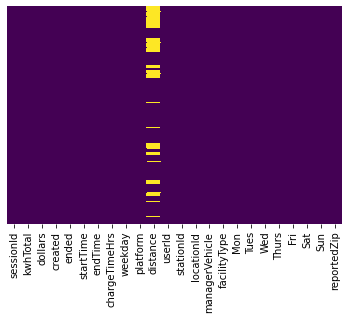 sessionId
kwhTotal
dollars
created
ended
startTime
endTime
chargeTimeHrs
weekday
platform
distance
userId
stationId
locationId
managerVehicle
facilityType
Mon
Tues
Wed
Thurs
Fri
Sat
Sun
reportedZip